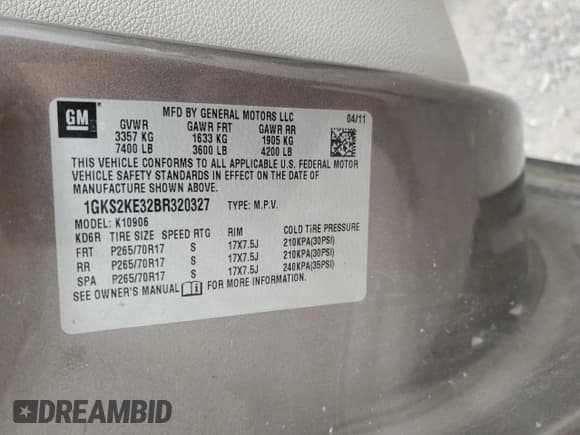 GM
MFD BY GENERAL MOTORS LLC
04/11
GVWR GAWR FRT GAWR RR
3357 KG 1633 KG 1905 KG
7400 LB 3600 LB 4200 LB
THIS VEHICLE CONFORMS TO ALL APPLICABLE U.S. FEDERAL MOTOR
VEHICLE SAFETY STANDARDS IN EFFECT ON THE DATE OF
MANUFACTURE SHOWN ABOVE.
1GKS2KE32BR320327 TYPE: M.P.V.
MODEL: K10906
KD6R TIRE SIZE SPEED RTG RIM COLD TIRE PRESSURE
FRT P265/70R17 S 17X7.5J 210KPA(30PSI)
RR P265/70R17 S 17X7.5J 210KPA(30PSI)
SPA P265/70R17 S 17X7.5J 240KPA(35PSI)
SEE OWNER'S MANUAL FOR MORE INFORMATION.
DREAMBID